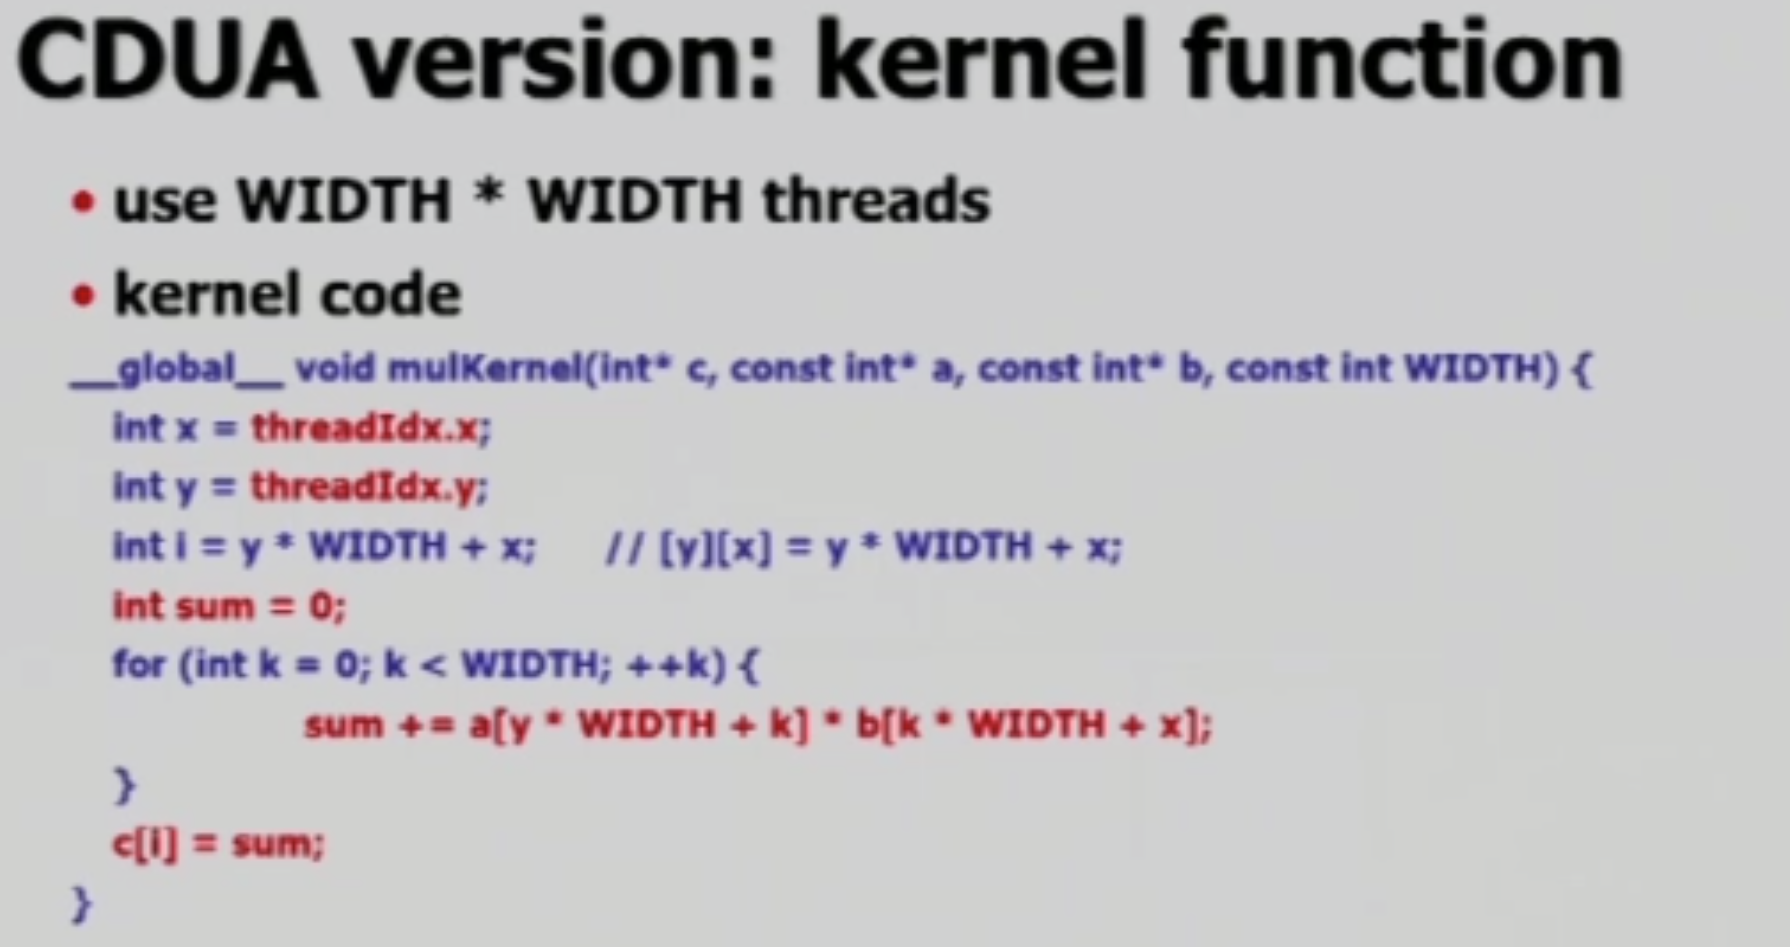 CDUA version: kernel function
• use WIDTH * WIDTH threads
• kernel code
__global__ void mulKernel(int* c, const int* a, const int* b, const int WIDTH) {
int x = threadIdx.x;
int y = threadIdx.y;
int i = y * WIDTH + x; // [y][x] = y * WIDTH + x;
int sum = 0;
for (int k = 0; k < WIDTH; ++k) {
sum += a[y * WIDTH + k] * b[k * WIDTH + x];
}
c[i] = sum;
}